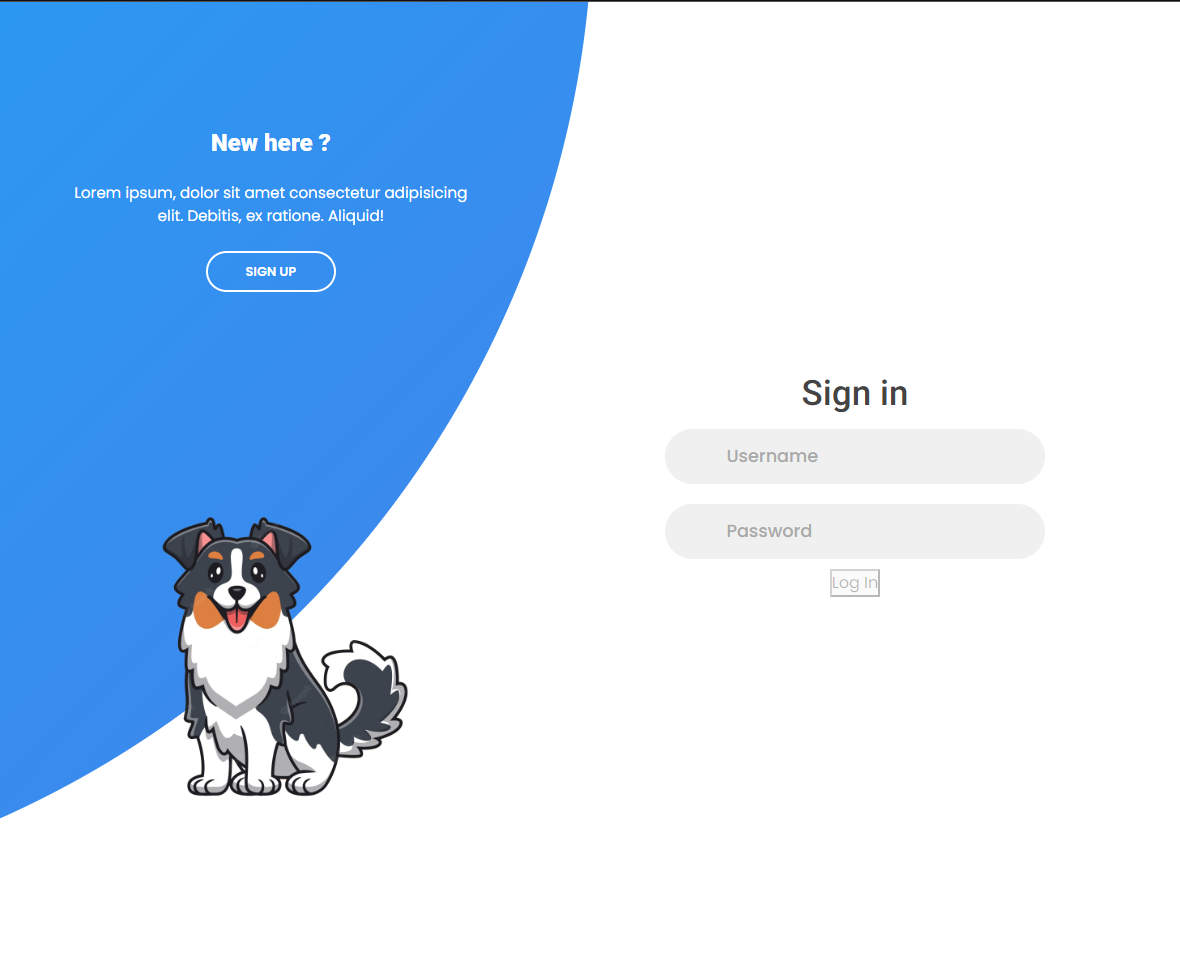 New here ?
Lorem ipsum, dolor sit amet consectetur adipisicing
elit. Debitis, ex ratione. Aliquid!
SIGN UP
Sign in
Username
Password
Log In